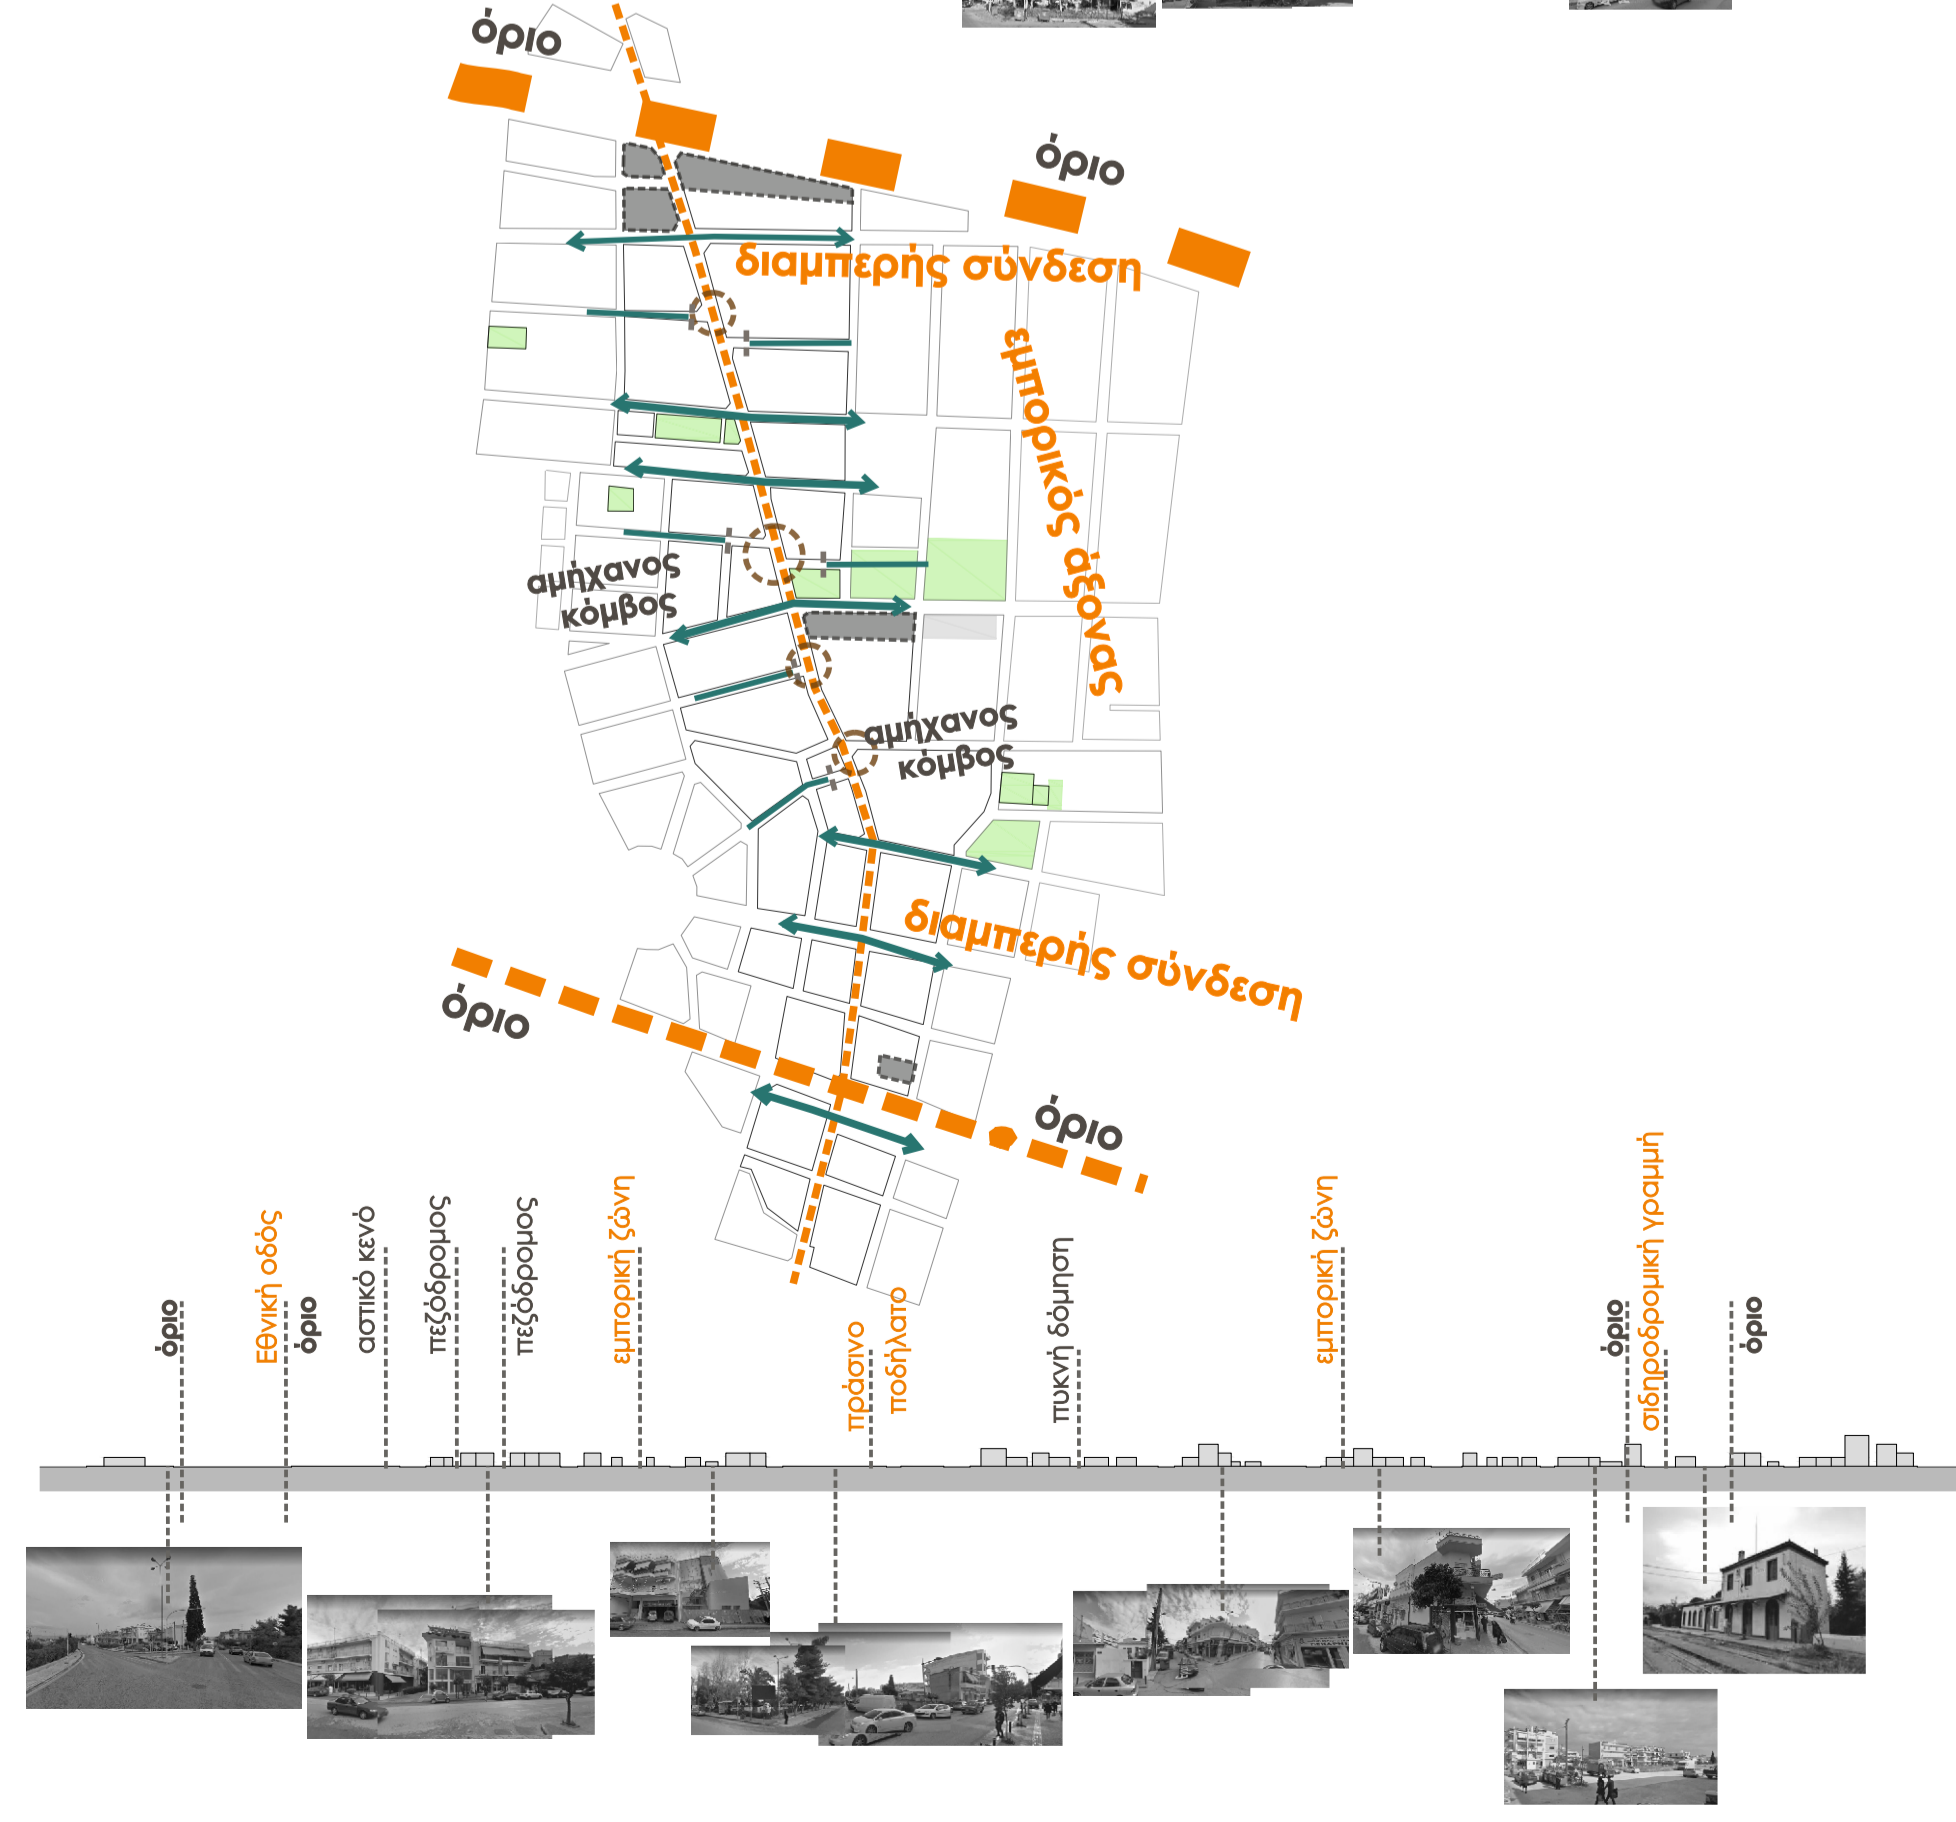 όριο
όριο
διαμπερής σύνδεση
εμπορικός άξονας
αμήχανος
κόμβος
αμήχανος
κόμβος
διαμπερής σύνδεση
όριο
όριο
όριο
Εθνική οδός
όριο
αστικό κενό
πεζόδρομος
πεζόδρομος
εμπορική ζώνη
πράσινο
ποδήλατο
πυκνή δόμηση
εμπορική ζώνη
όριο
σιδηροδρομική γραμμή
όριο